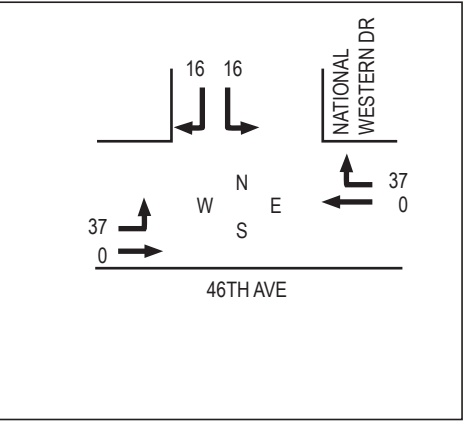 NATIONAL
WESTERN DR
16 16
N
W E
S
37
0
37
0
46TH AVE